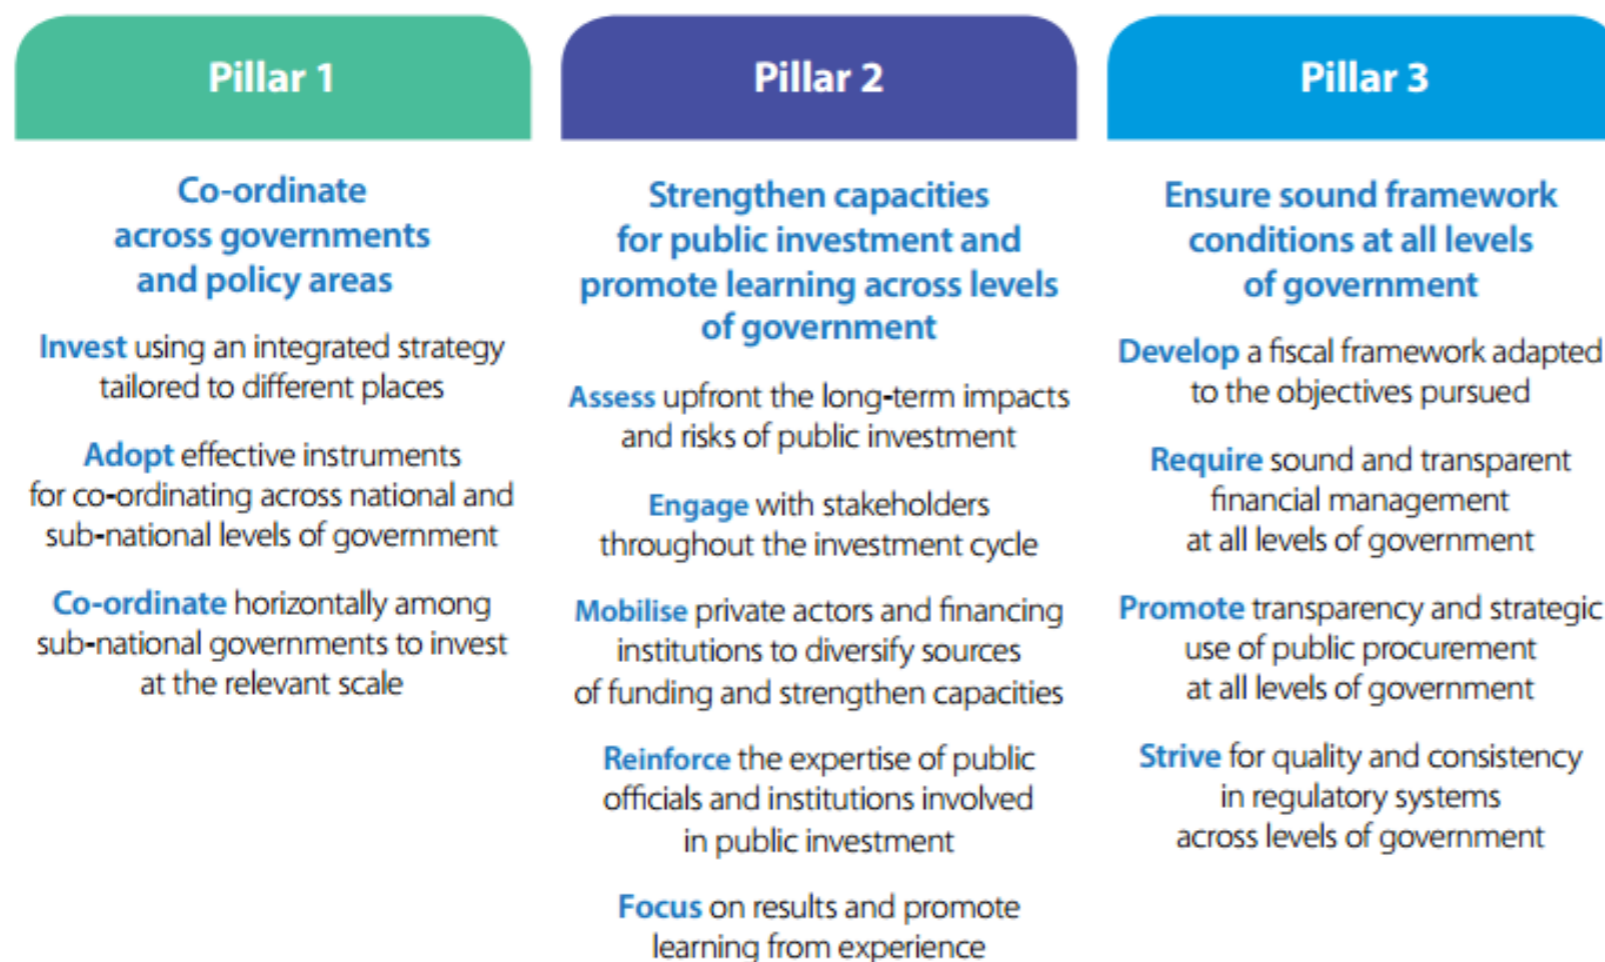 Pillar 1
Co-ordinate
across governments
and policy areas
Invest using an integrated strategy
tailored to different places
Adopt effective instruments
for co-ordinating across national and
sub-national levels of government
Co-ordinate horizontally among
sub-national governments to invest
at the relevant scale
Pillar 2
Strengthen capacities
for public investment and
promote learning across levels
of government
Assess upfront the long-term impacts
and risks of public investment
Engage with stakeholders
throughout the investment cycle
Mobilise private actors and financing
institutions to diversify sources
of funding and strengthen capacities
Reinforce the expertise of public
officials and institutions involved
in public investment
Focus on results and promote
learning from experience
Pillar 3
Ensure sound framework
conditions at all levels
of government
Develop a fiscal framework adapted
to the objectives pursued
Require sound and transparent
financial management
at all levels of government
Promote transparency and strategic
use of public procurement
at all levels of government
Strive for quality and consistency
in regulatory systems
across levels of government